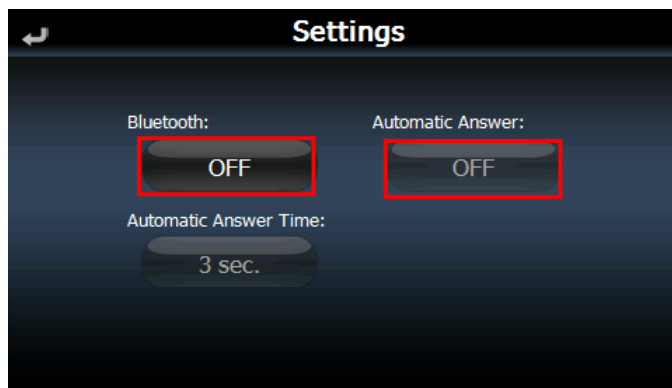 Settings
Bluetooth: Automatic Answer:
OFF OFF
Automatic Answer Time:
3 sec.